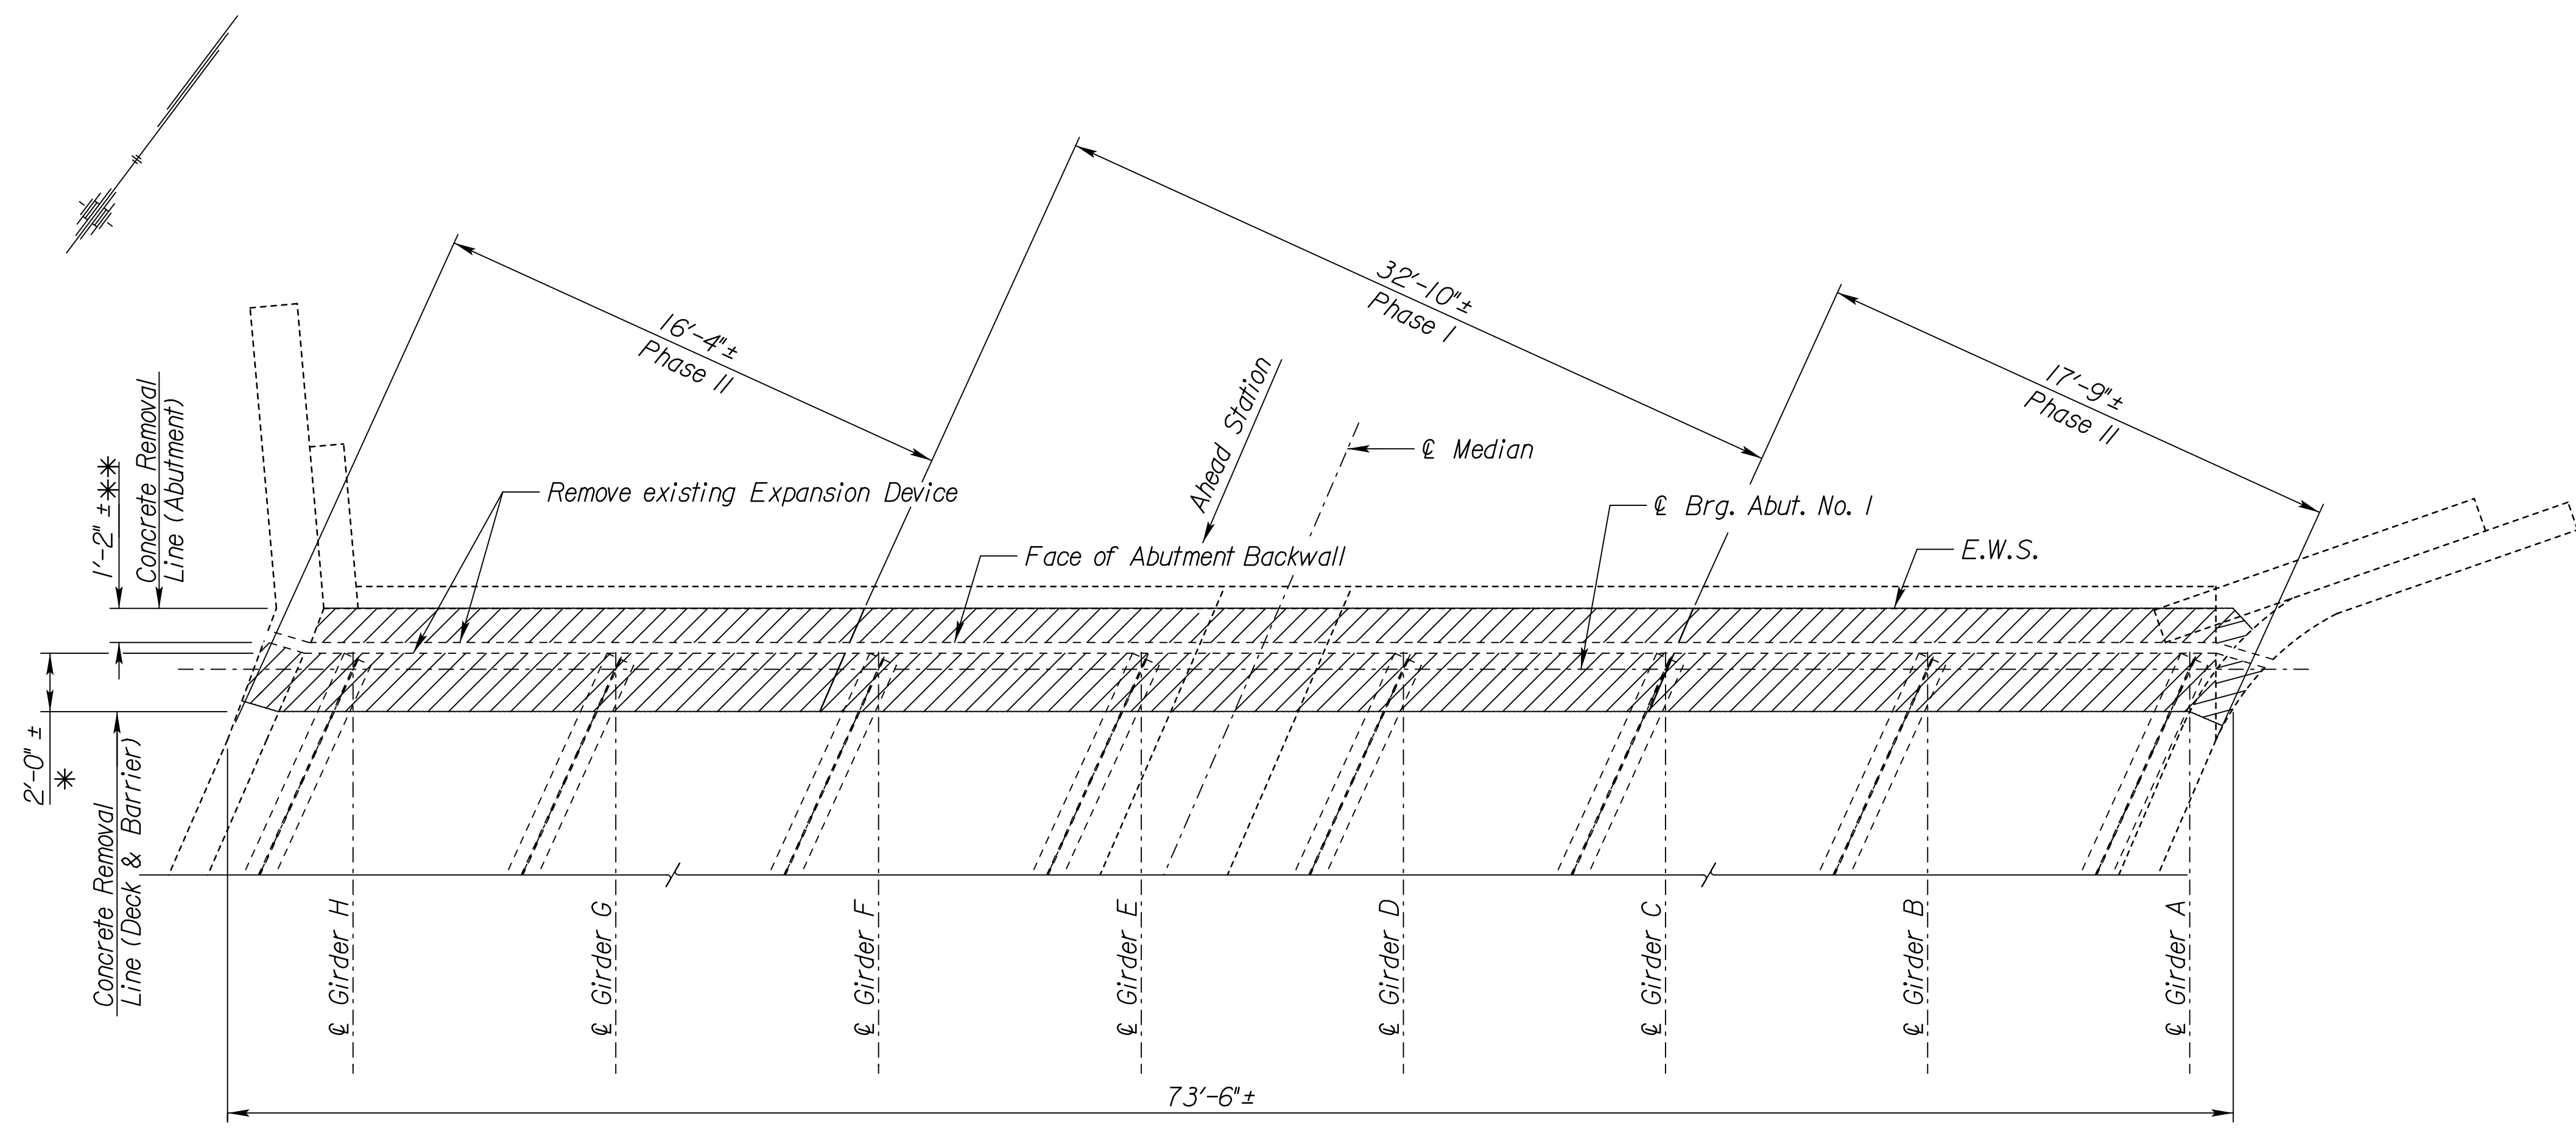 32'-10"±
Phase I
16'-4"±
Phase II
17'-9"±
Phase II
Ahead Station
℄ Median
1'-2" ±**
Concrete Removal
Line (Abutment)
Remove existing Expansion Device
℄ Brg. Abut. No. 1
Face of Abutment Backwall
E.W.S.
2'-0" ±
*
Concrete Removal
Line (Deck & Barrier)
℄ Girder H
℄ Girder G
℄ Girder F
℄ Girder E
℄ Girder D
℄ Girder C
℄ Girder B
℄ Girder A
73'-6"±